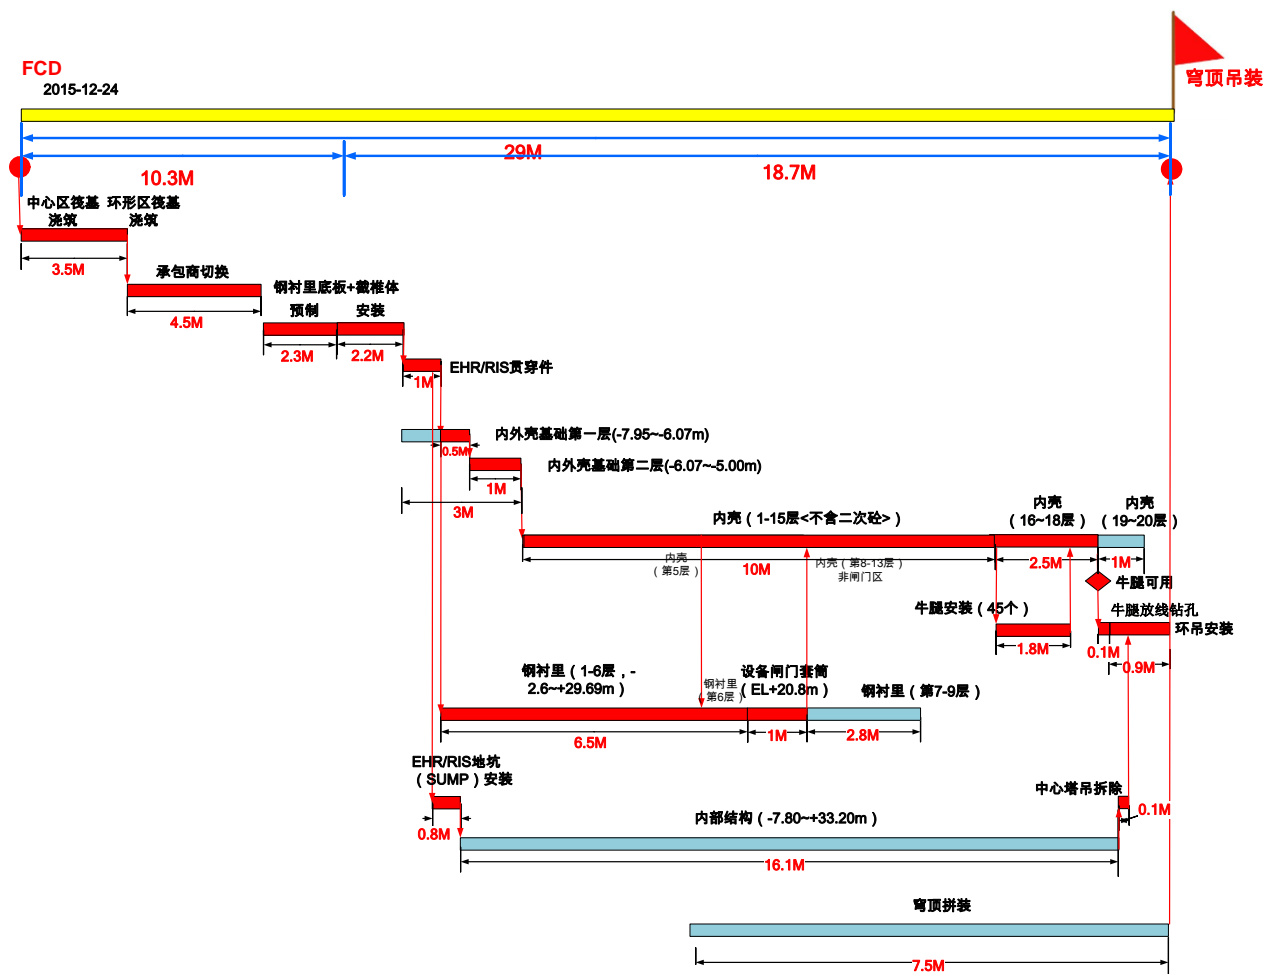 FCD
2015-12-24
穹顶吊装
29M
10.3M
18.7M
中心区筏基
浇筑
环形区筏基
浇筑
3.5M
承包商切换
4.5M
钢衬里底板+截椎体
预制
安装
2.3M
2.2M
EHR/RIS贯穿件
1M
内外壳基础第一层(-7.95~-6.07m)
0.5M
内外壳基础第二层(-6.07~-5.00m)
1M
3M
内壳（1-15层<不含二次砼>）
内壳
（16~18层）
内壳
（19~20层）
内壳
（第5层）
10M
内壳（第8-13层）
非闸门区
2.5M
1M
牛腿可用
牛腿安装（45个）
牛腿放线钻孔
环吊安装
1.8M
0.1M
0.9M
钢衬里（1-6层，-
2.6~+29.69m）
钢衬里
（第6层）
设备闸门套筒
（EL+20.8m）
钢衬里（第7-9层）
6.5M
1M
2.8M
EHR/RIS地坑
（SUMP）安装
0.8M
中心塔吊拆除
0.1M
内部结构（-7.80~+33.20m）
16.1M
穹顶拼装
7.5M